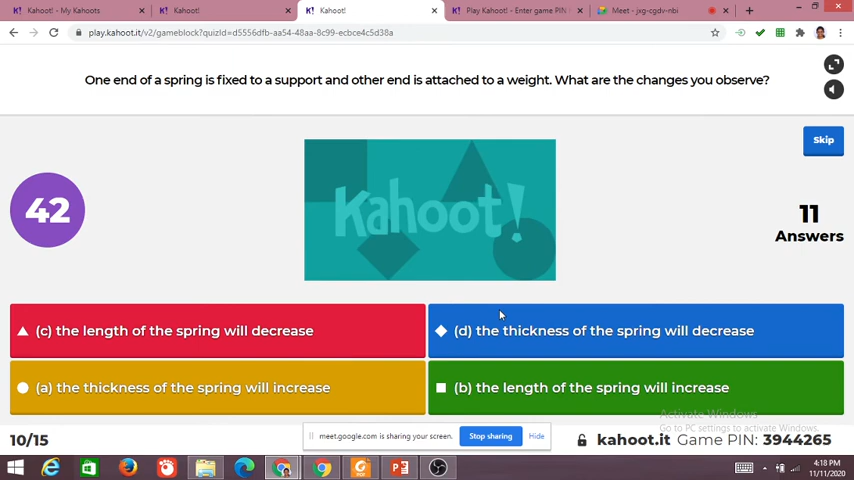 Kahoot! - My Kahoots
Kahoot!
Kahoot!
Play Kahoot! - Enter game PIN
Meet - jxg-cgdv-nbi
play.kahoot.it/v2/gameblock?quizId=d5556dfb-aa54-48aa-8c99-ecbce4c5d38a
One end of a spring is fixed to a support and other end is attached to a weight. What are the changes you observe?
Skip
42
Kahoot!
11
Answers
(c) the length of the spring will decrease
(d) the thickness of the spring will decrease
(a) the thickness of the spring will increase
(b) the length of the spring will increase
Activate Windows
Go to PC settings to activate Windows.
10/15
meet.google.com is sharing your screen.
Stop sharing
Hide
kahoot.it Game PIN: 3944265
4:18 PM
11/11/2020